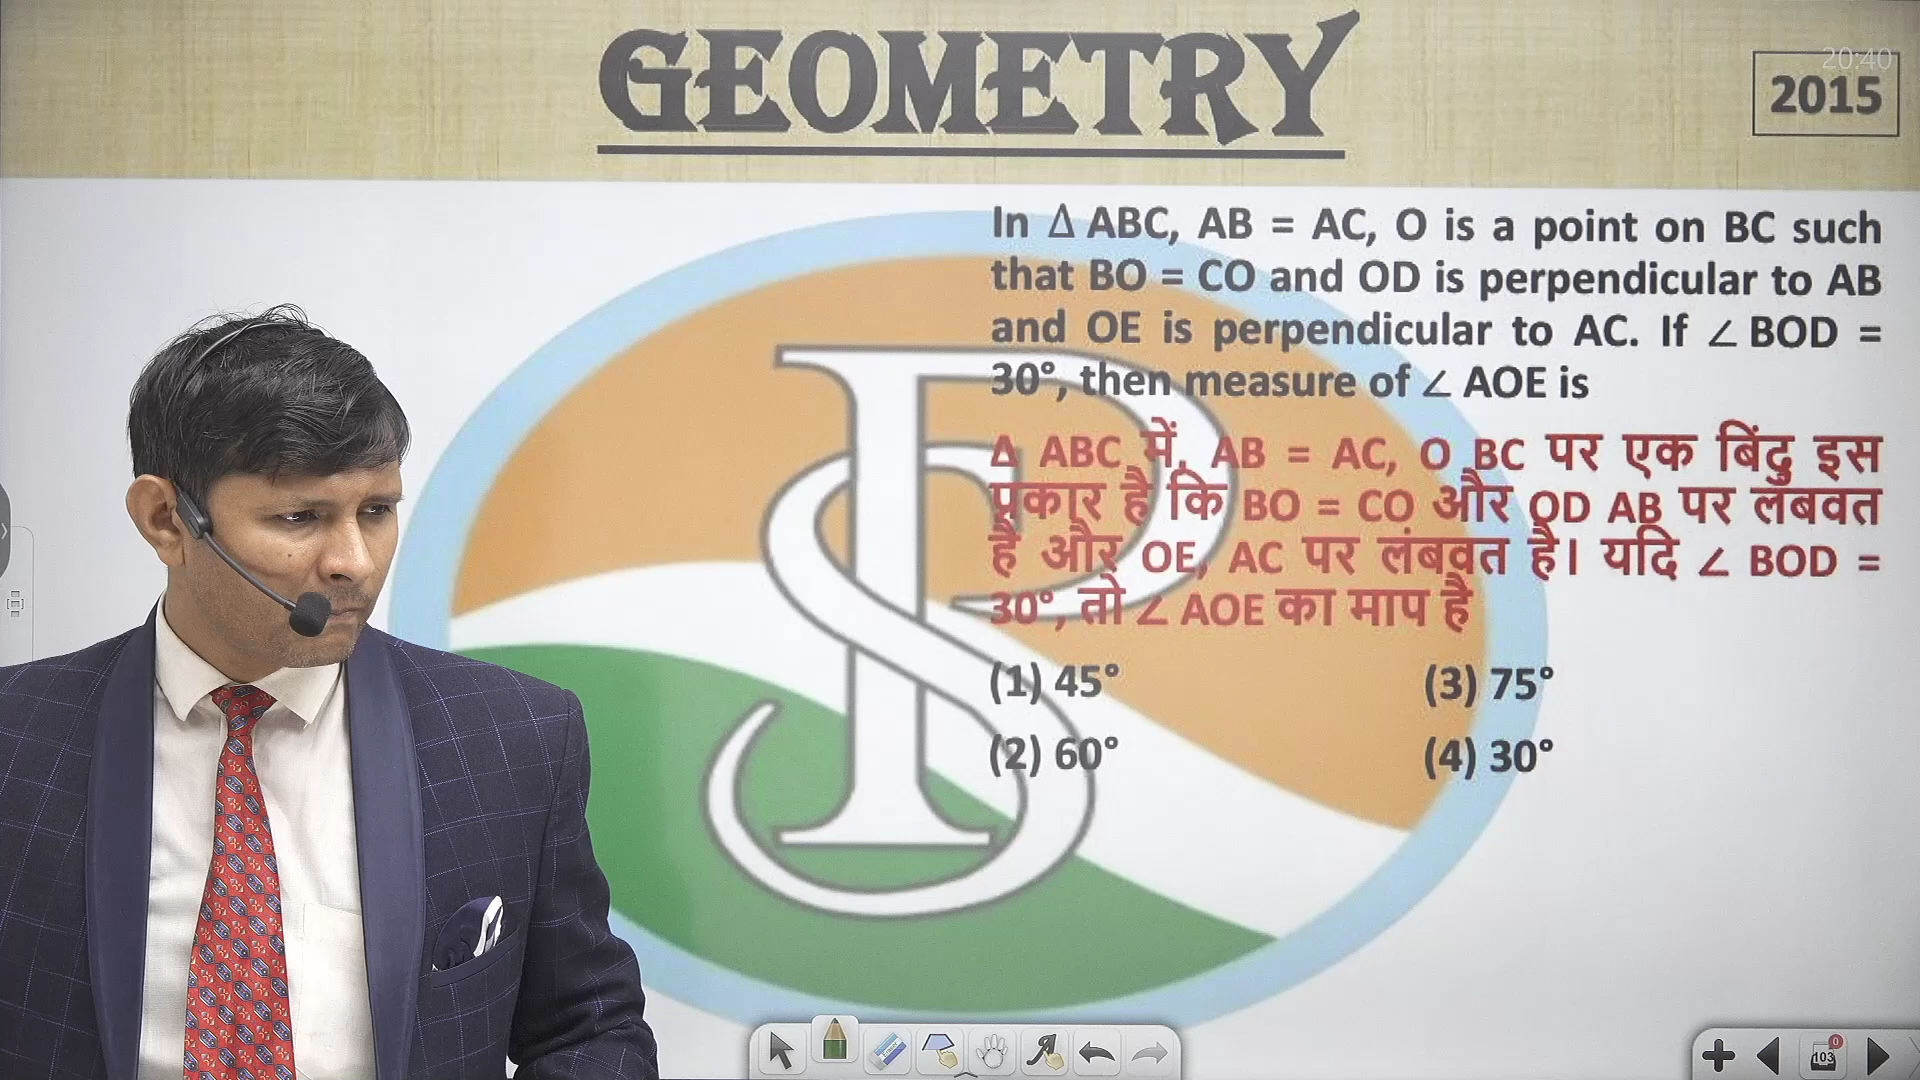 GEOMETRY
20:40
2015
In Δ ABC, AB = AC, O is a point on BC such
that BO = CO and OD is perpendicular to AB
and OE is perpendicular to AC. If ∠ BOD =
30°, then measure of ∠ AOE is
Δ ABC में, AB = AC, O BC पर एक बिंदु इस
प्रकार है कि BO = CO और OD AB पर लंबवत
है और OE, AC पर लंबवत है। यदि ∠ BOD =
30°, तो ∠ AOE का माप है
(1) 45° (3) 75°
(2) 60° (4) 30°
103
0